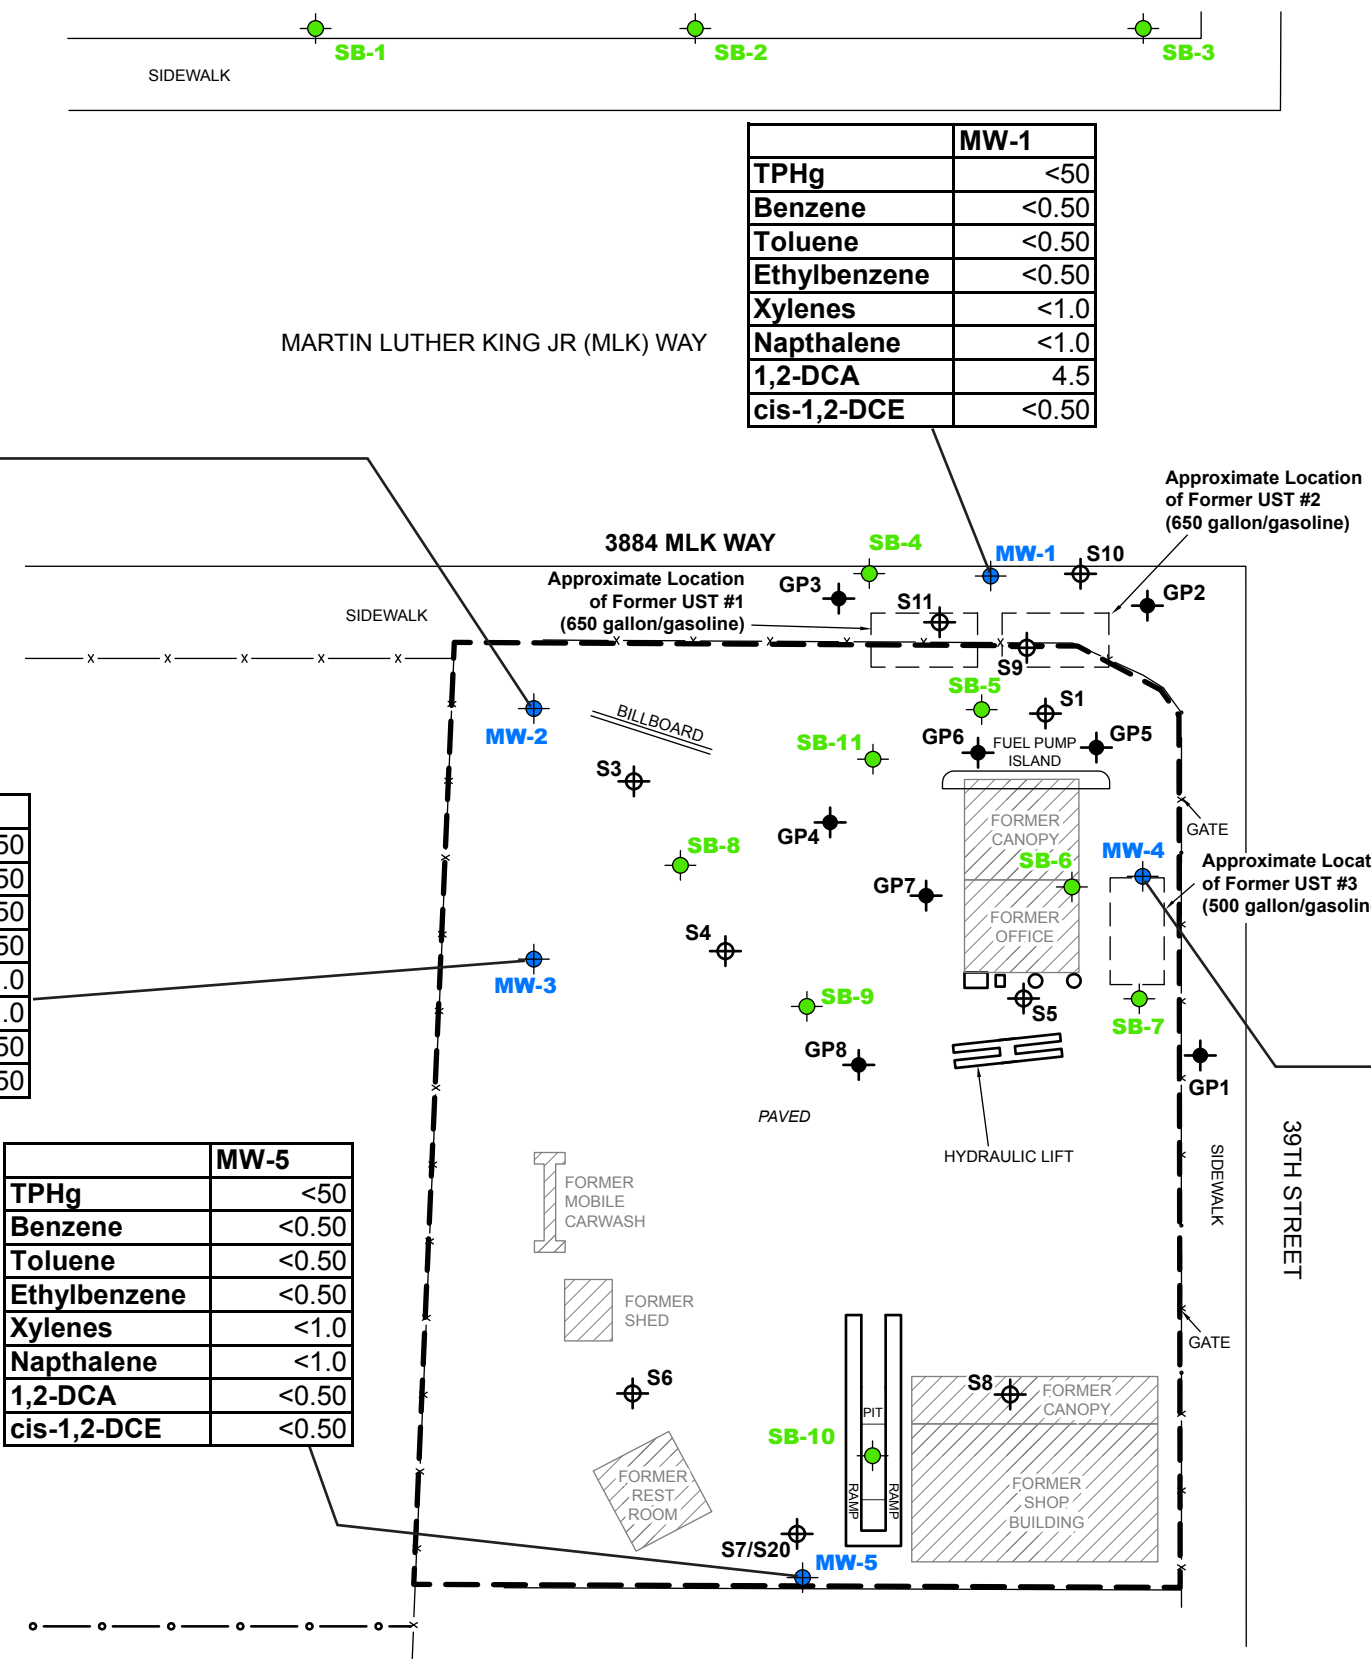 SB-1
SB-2
SB-3
SIDEWALK
MW-1
TPHg <50
Benzene <0.50
Toluene <0.50
Ethylbenzene <0.50
Xylenes <1.0
Napthalene <1.0
1,2-DCA 4.5
cis-1,2-DCE <0.50
MARTIN LUTHER KING JR (MLK) WAY
Approximate Location
of Former UST #2
(650 gallon/gasoline)
3884 MLK WAY
SB-4
MW-1
S10
Approximate Location
of Former UST #1
(650 gallon/gasoline)
GP3
S11
GP2
SIDEWALK
S9
SB-5
S1
MW-2
BILLBOARD
SB-11
GP6
FUEL PUMP
ISLAND
GP5
S3
GP4
FORMER
CANOPY
GATE
SB-8
SB-6
MW-4
Approximate Locat
of Former UST #3
(500 gallon/gasolin
GP7
FORMER
OFFICE
S4
MW-3
SB-9
S5
SB-7
GP8
GP1
50
50
50
50
.0
.0
50
50
PAVED
HYDRAULIC LIFT
SIDEWALK
39TH STREET
MW-5
TPHg <50
Benzene <0.50
Toluene <0.50
Ethylbenzene <0.50
Xylenes <1.0
Napthalene <1.0
1,2-DCA <0.50
cis-1,2-DCE <0.50
FORMER
MOBILE
CARWASH
FORMER
SHED
GATE
S6
S8
FORMER
CANOPY
PIT
SB-10
RAMP
RAMP
FORMER
REST
ROOM
FORMER
SHOP
BUILDING
S7/S20
MW-5